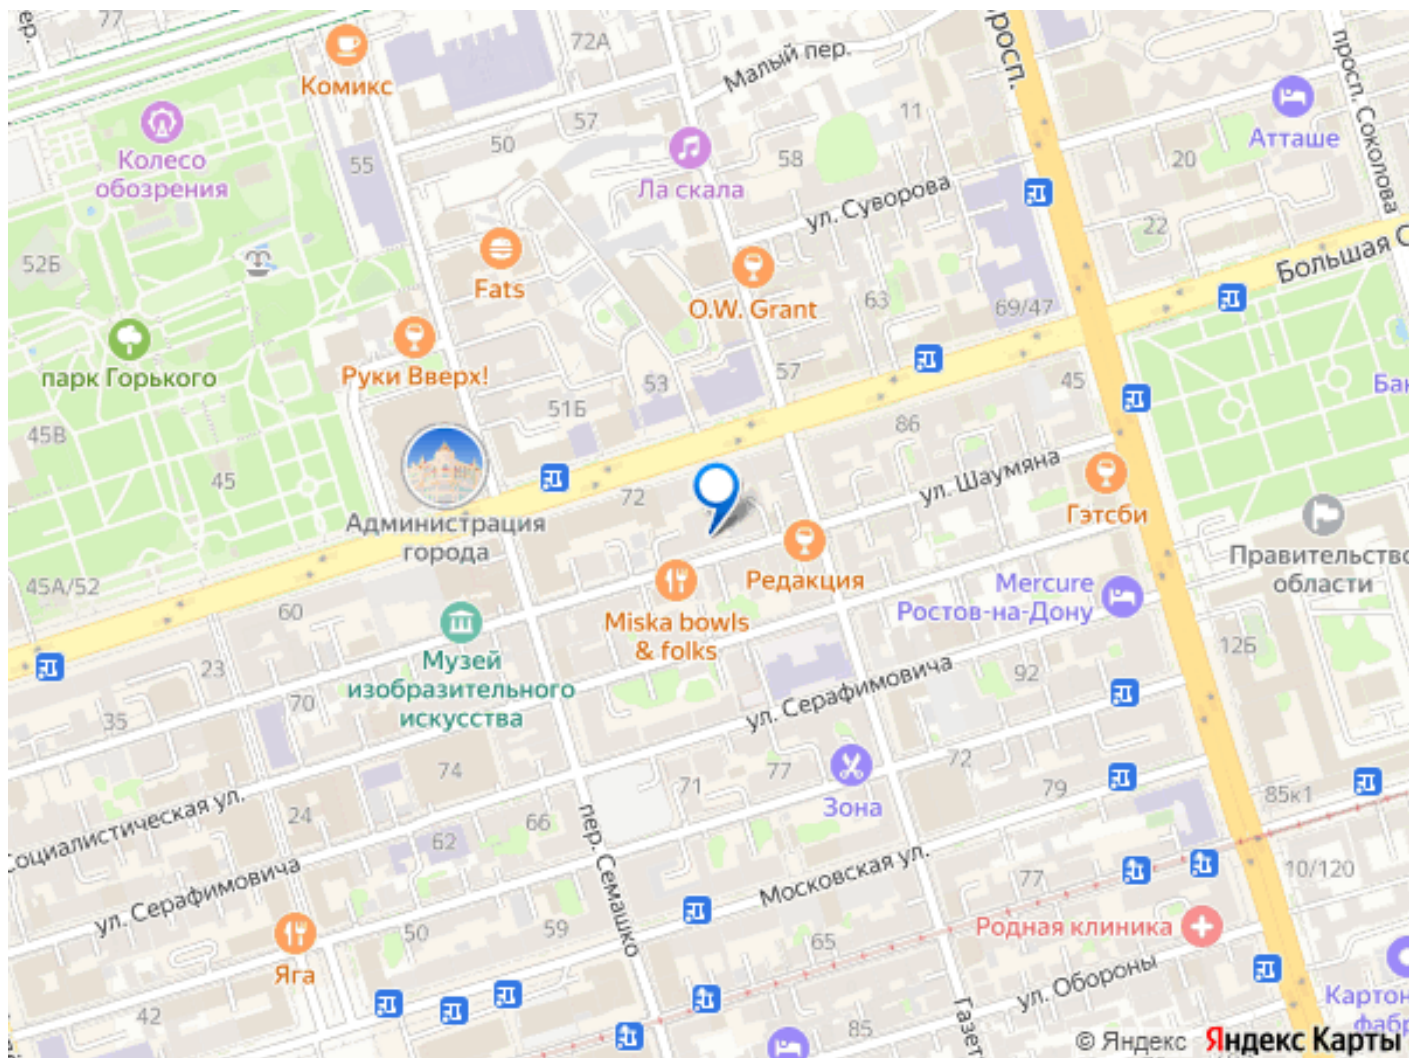 ер.
77
Комикс
72А
Малый пер.
просп.
просп. Соколова
Атташе
Колесо
обозрения
55
50
57
Ла скала
58
11
20
ул. Суворова
22
52Б
Fats
O.W. Grant
63
69/47
Большая С
парк Горького
Руки Вверх!
53
57
45
Бан
51Б
86
45В
45
72
ул. Шаумяна
Гэтсби
Администрация
города
Редакция
Правительство
области
45А/52
60
Miska bowls
& folks
Mercure
Ростов-на-Дону
Музей
изобразительного
искусства
23
70
35
ул. Серафимовича
92
12Б
74
71
77
72
79
Зона
85к1
Социалистическая ул.
24
66
62
пер. Семашко
ул. Серафимовича
Московская ул.
77
10/120
Яга
50
59
65
Родная клиника
ул. Обороны
42
85
Газет
Картон
фабр
© Яндекс Яндекс Карты